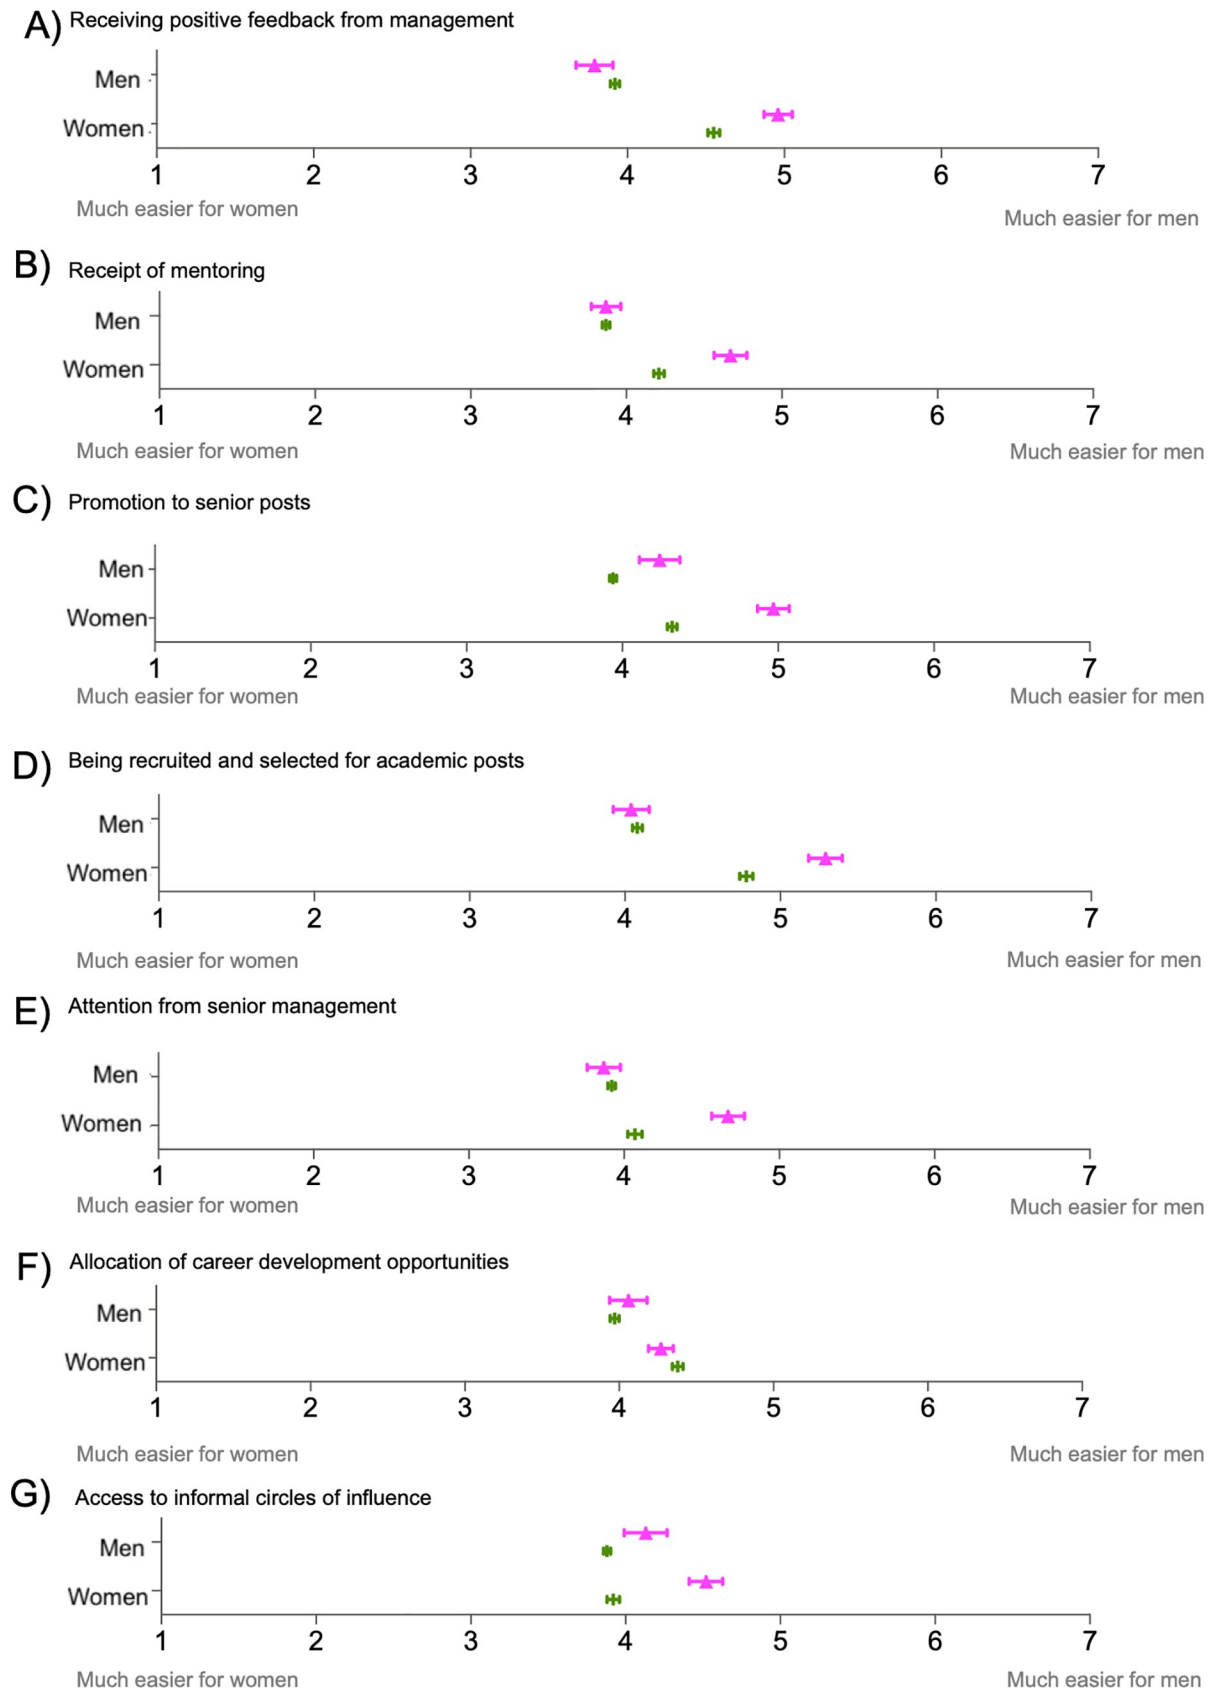 A) Receiving positive feedback from management
Men
Women
1 2 3 4 5 6 7
Much easier for women Much easier for men
B) Receipt of mentoring
Men
Women
1 2 3 4 5 6 7
Much easier for women Much easier for men
C) Promotion to senior posts
Men
Women
1 2 3 4 5 6 7
Much easier for women Much easier for men
D) Being recruited and selected for academic posts
Men
Women
1 2 3 4 5 6 7
Much easier for women Much easier for men
E) Attention from senior management
Men
Women
1 2 3 4 5 6 7
Much easier for women Much easier for men
F) Allocation of career development opportunities
Men
Women
1 2 3 4 5 6 7
Much easier for women Much easier for men
G) Access to informal circles of influence
Men
Women
1 2 3 4 5 6 7
Much easier for women Much easier for men